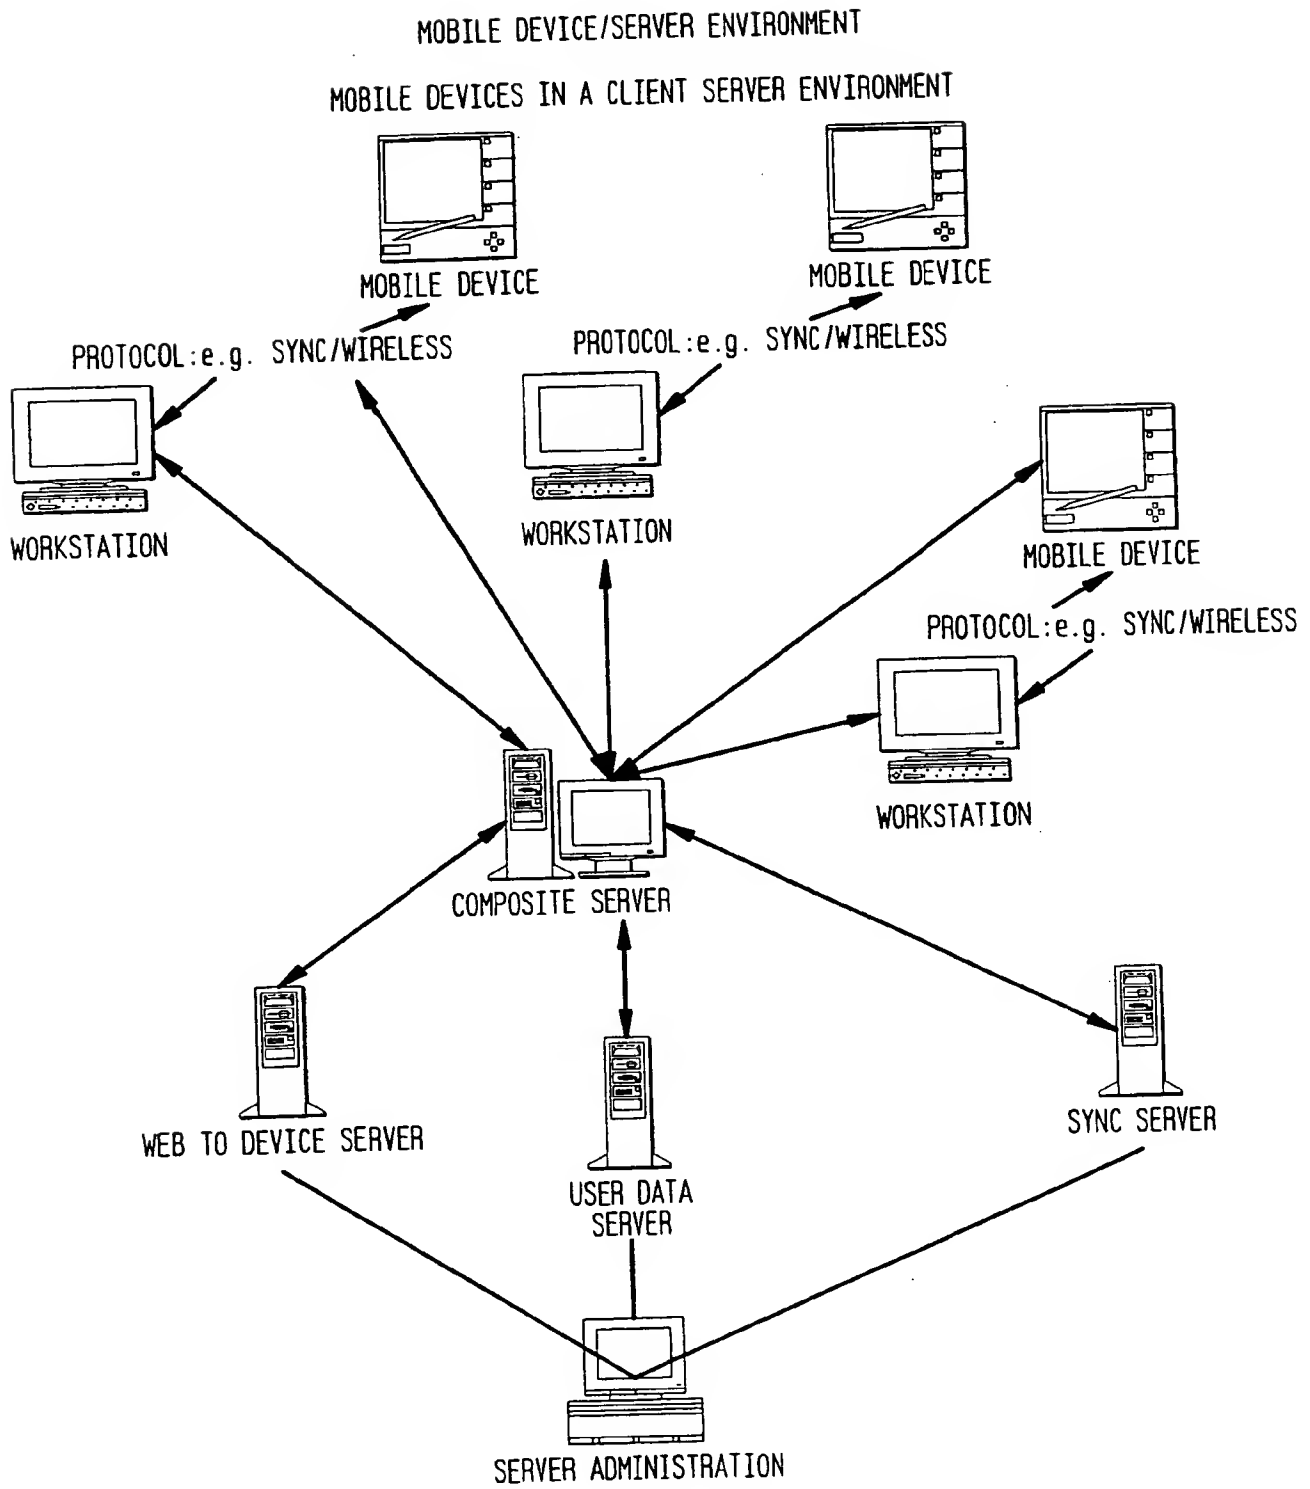 MOBILE DEVICE/SERVER ENVIRONMENT
MOBILE DEVICES IN A CLIENT SERVER ENVIRONMENT
MOBILE DEVICE
MOBILE DEVICE
PROTOCOL:e.g. SYNC/WIRELESS
PROTOCOL:e.g. SYNC/WIRELESS
WORKSTATION
WORKSTATION
MOBILE DEVICE
PROTOCOL:e.g. SYNC/WIRELESS
WORKSTATION
COMPOSITE SERVER
WEB TO DEVICE SERVER
USER DATA
SERVER
SYNC SERVER
SERVER ADMINISTRATION